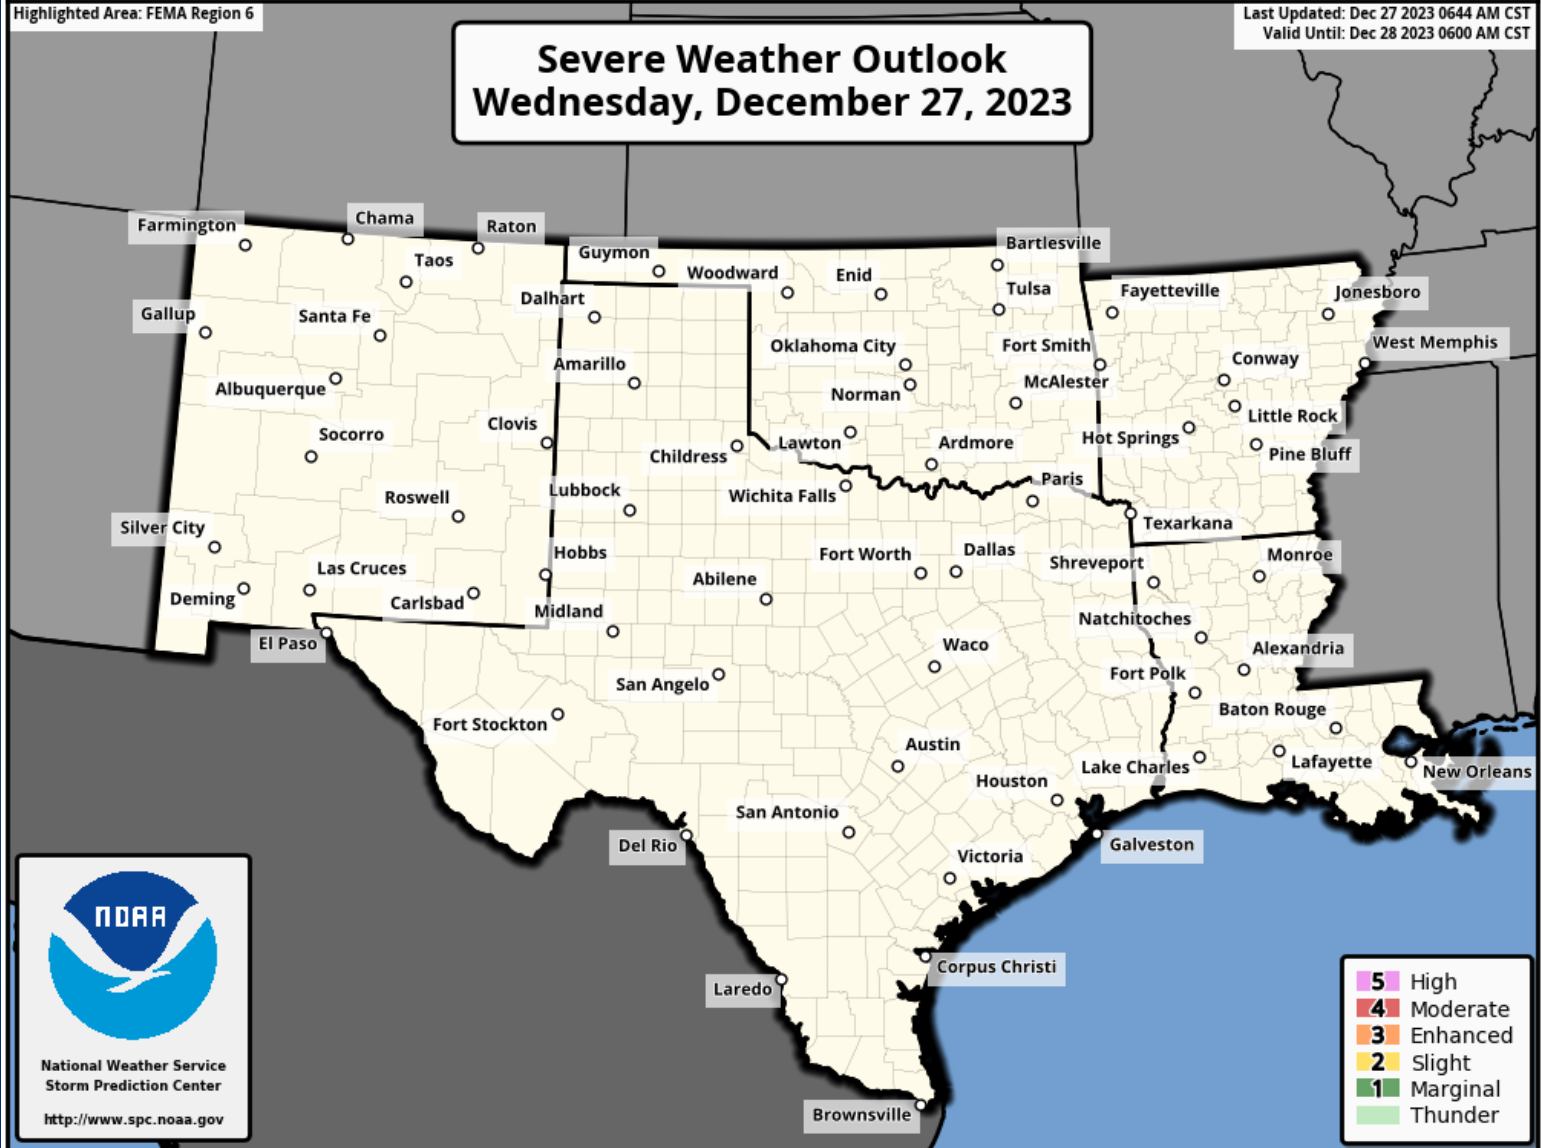 Highlighted Area: FEMA Region 6
Last Updated: Dec 27 2023 0644 AM CST
Valid Until: Dec 28 2023 0600 AM CST
Severe Weather Outlook
Wednesday, December 27, 2023
Farmington
Chama
Raton
Taos
Guymon
Woodward
Enid
Bartlesville
Tulsa
Fayetteville
Jonesboro
Gallup
Santa Fe
Dalhart
Oklahoma City
Fort Smith
West Memphis
Conway
Albuquerque
Amarillo
Norman
McAlester
Little Rock
Socorro
Clovis
Childress
Lawton
Ardmore
Hot Springs
Pine Bluff
Roswell
Lubbock
Wichita Falls
Paris
Texarkana
Silver City
Las Cruces
Hobbs
Fort Worth
Dallas
Shreveport
Monroe
Deming
Carlsbad
Midland
Abilene
Natchitoches
El Paso
Waco
Alexandria
San Angelo
Fort Polk
Fort Stockton
Baton Rouge
Austin
Houston
Lake Charles
Lafayette
New Orleans
San Antonio
Del Rio
Victoria
Galveston
Laredo
Corpus Christi
Brownsville
NOAA
National Weather Service
Storm Prediction Center
http://www.spc.noaa.gov
5 High
4 Moderate
3 Enhanced
2 Slight
1 Marginal
Thunder